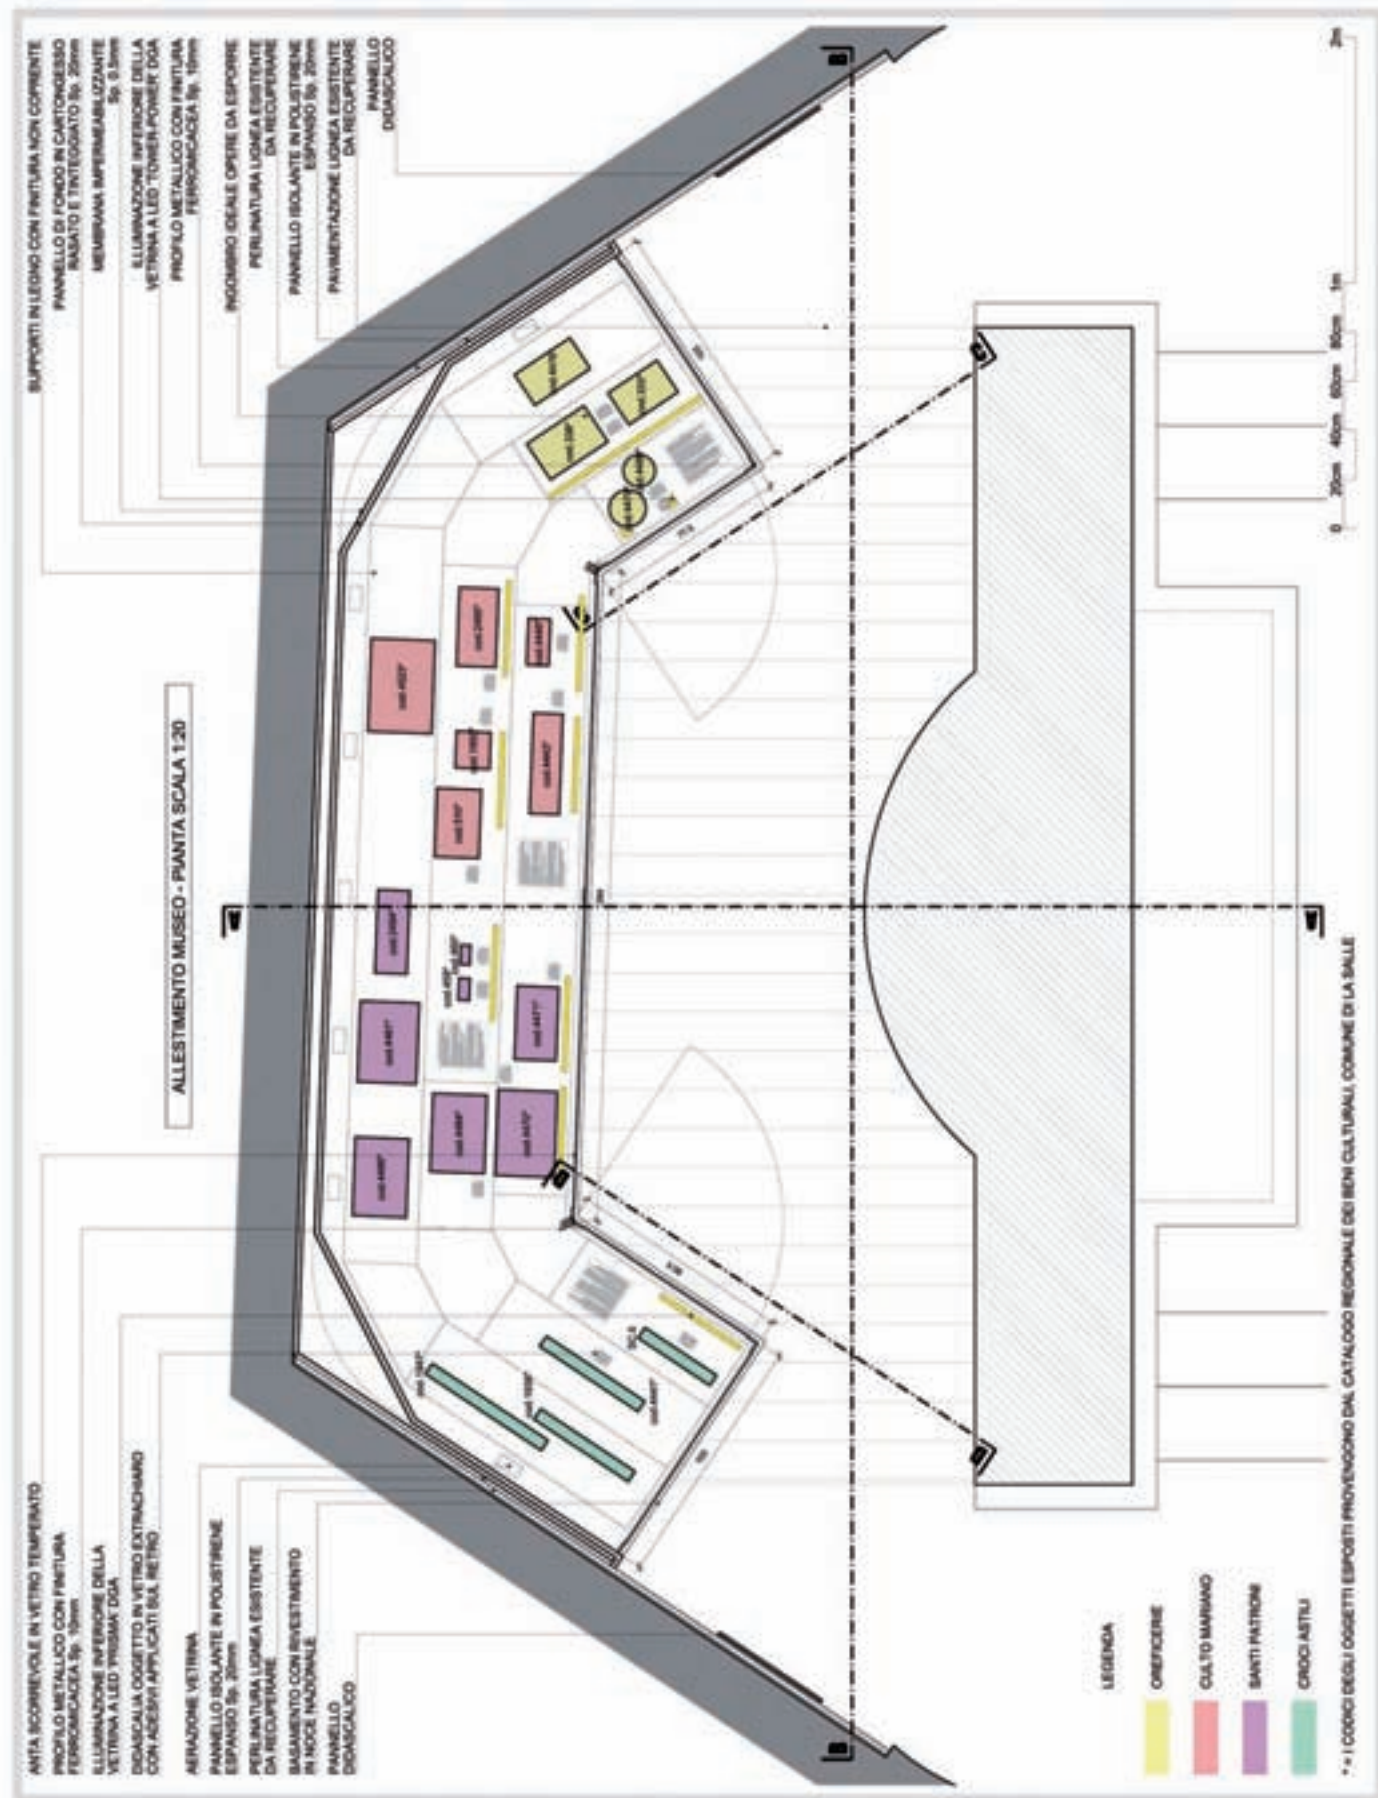 ALLESTIMENTO MUSEO - PIANTA SCALA 1:20
ANTA SCORREVOLE IN VETRO TEMPERATO
PROFILO METALLICO CON FINITURA
FERROMICACEA Sp. 10mm
ILLUMINAZIONE INFERIORE DELLA
VETRINA A LED 'PRISMA' DGA
DIDASCALIA OGGETTO IN VETRO EXTRACHIARO
CON ADESIVI APPLICATI SUL RETRO
AERAZIONE VETRINA
PANNELLO ISOLANTE IN POLISTIRENE
ESPANSO Sp. 20mm
PERLINATURA LIGNEA ESISTENTE
DA RECUPERARE
BASAMENTO CON RIVESTIMENTO
IN NOCE NAZIONALE
PANNELLO
DIDASCALICO
SUPPORTI IN LEGNO CON FINITURA NON COPRENTE
PANNELLO DI FONDO IN CARTONGESSO
RASATO E TINTEGGIATO Sp. 20mm
MEMBRANA IMPERMEABILIZZANTE
Sp. 0.5mm
ILLUMINAZIONE INFERIORE DELLA
VETRINA A LED 'TOWER-POWER' DGA
PROFILO METALLICO CON FINITURA
FERROMICACEA Sp. 10mm
INGOMBRO IDEALE OPERE DA ESPORRE
PERLINATURA LIGNEA ESISTENTE
DA RECUPERARE
PANNELLO ISOLANTE IN POLISTIRENE
ESPANSO Sp. 20mm
PAVIMENTAZIONE LIGNEA ESISTENTE
DA RECUPERARE
PANNELLO
DIDASCALICO
A
A
B
B
LEGENDA
OREFICERIE
CULTO MARIANO
SANTI PATRONI
CROCI ASTILI
0 20cm 40cm 60cm 80cm 1m 2m
* = I CODICI DEGLI OGGETTI ESPOSTI PROVENGONO DAL CATALOGO REGIONALE DEI BENI CULTURALI, COMUNE DI LA SALLE